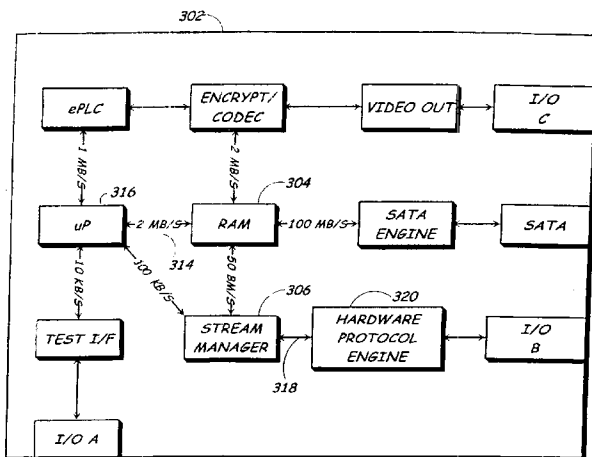 302
ePLC
ENCRYPT/
CODEC
VIDEO OUT
I/O
C
1 MB/S
2 MB/S
316
304
uP
2 MB/S
RAM
100 MB/S
SATA
ENGINE
SATA
314
10 KB/S
100 KB/S
50 BM/S
306
320
TEST I/F
STREAM
MANAGER
HARDWARE
PROTOCOL
ENGINE
I/O
B
318
I/O A